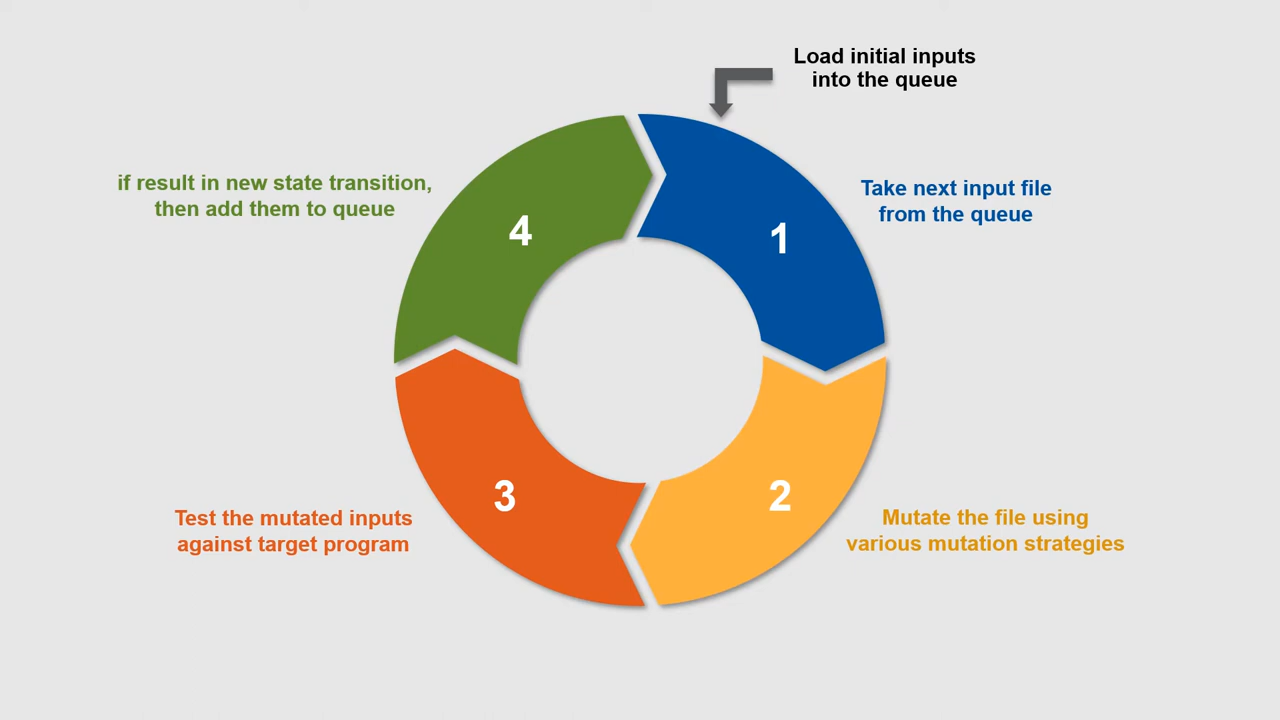 Load initial inputs
into the queue
1
Take next input file
from the queue
2
Mutate the file using
various mutation strategies
3
Test the mutated inputs
against target program
4
if result in new state transition,
then add them to queue